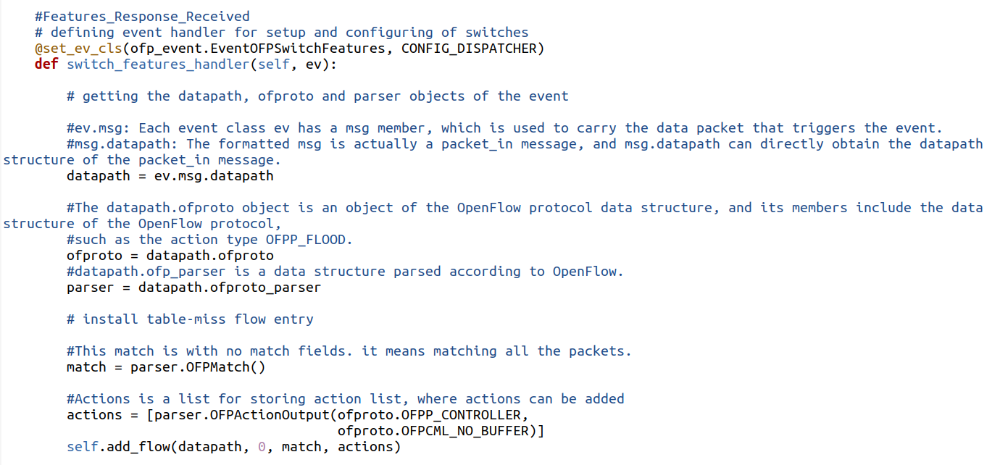 #Features_Response_Received
# defining event handler for setup and configuring of switches
@set_ev_cls(ofp_event.EventOFPSwitchFeatures, CONFIG_DISPATCHER)
def switch_features_handler(self, ev):
# getting the datapath, ofproto and parser objects of the event
#ev.msg: Each event class ev has a msg member, which is used to carry the data packet that triggers the event.
#msg.datapath: The formatted msg is actually a packet_in message, and msg.datapath can directly obtain the datapath
structure of the packet_in message.
datapath = ev.msg.datapath
#The datapath.ofproto object is an object of the OpenFlow protocol data structure, and its members include the data
structure of the OpenFlow protocol,
#such as the action type OFPP_FLOOD.
ofproto = datapath.ofproto
#datapath.ofp_parser is a data structure parsed according to OpenFlow.
parser = datapath.ofproto_parser
# install table-miss flow entry
#This match is with no match fields. it means matching all the packets.
match = parser.OFPMatch()
#Actions is a list for storing action list, where actions can be added
actions = [parser.OFPActionOutput(ofproto.OFPP_CONTROLLER,
ofproto.OFPCML_NO_BUFFER)]
self.add_flow(datapath, 0, match, actions)